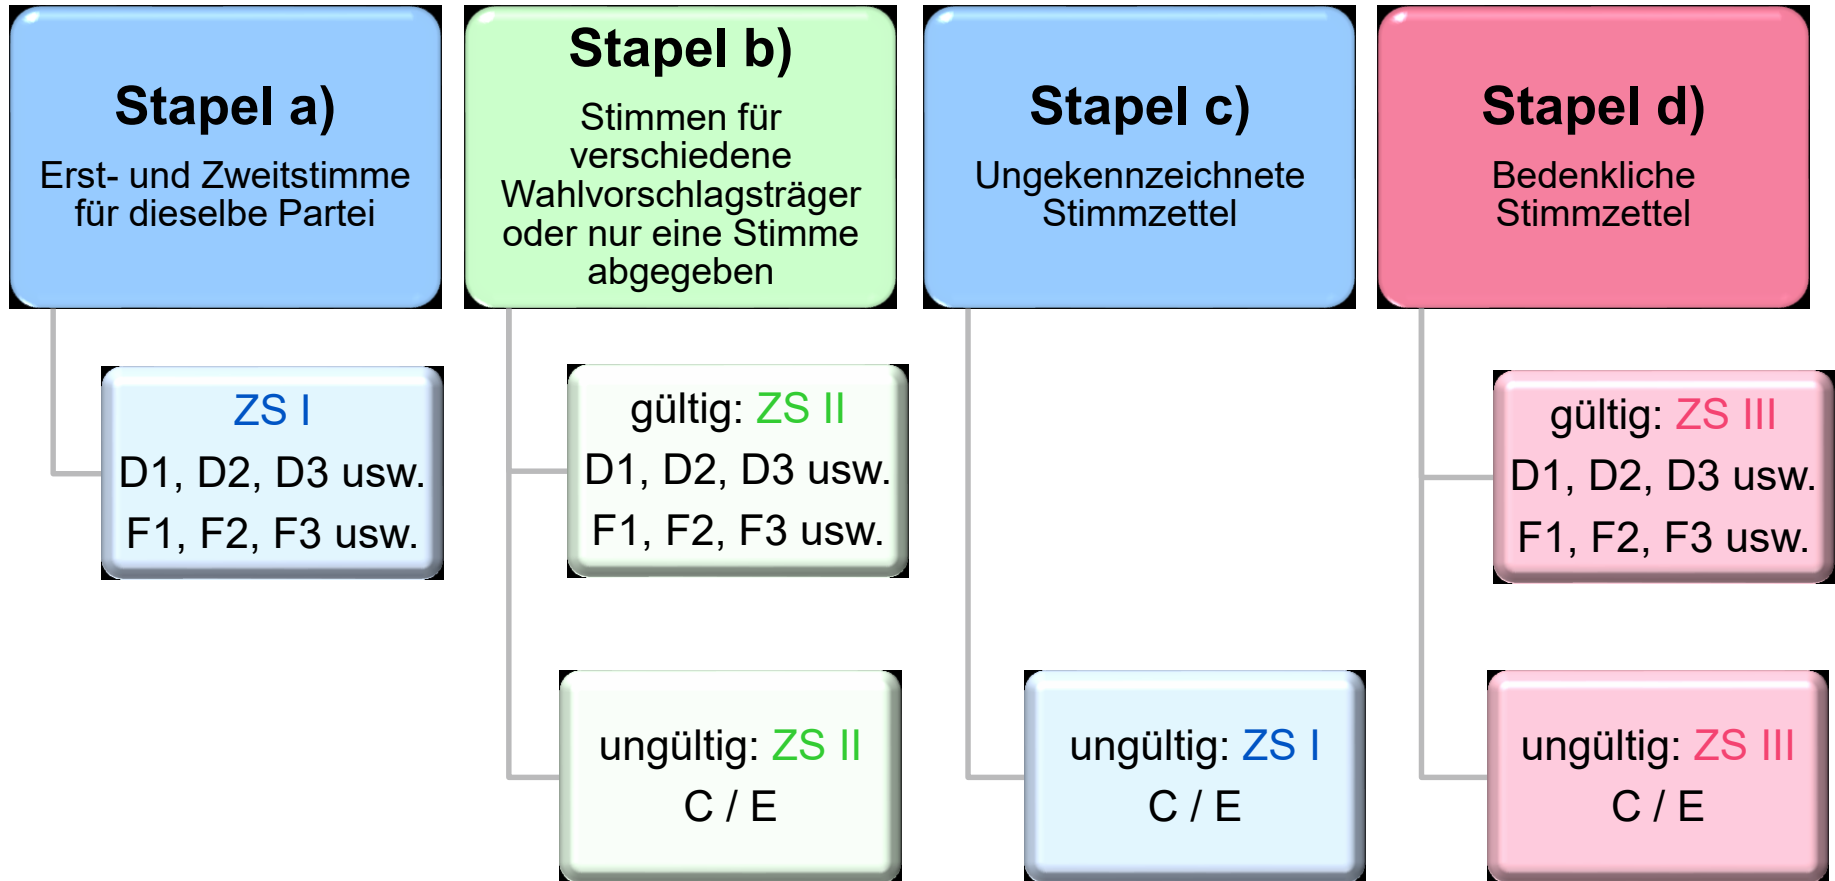 Stapel a)
Erst- und Zweitstimme
für dieselbe Partei
ZS I
D1, D2, D3 usw.
F1, F2, F3 usw.
Stapel b)
Stimmen für
verschiedene
Wahlvorschlagsträger
oder nur eine Stimme
abgegeben
gültig: ZS II
D1, D2, D3 usw.
F1, F2, F3 usw.
ungültig: ZS II
C / E
Stapel c)
Ungekennzeichnete
Stimmzettel
ungültig: ZS I
C / E
Stapel d)
Bedenkliche
Stimmzettel
gültig: ZS III
D1, D2, D3 usw.
F1, F2, F3 usw.
ungültig: ZS III
C / E